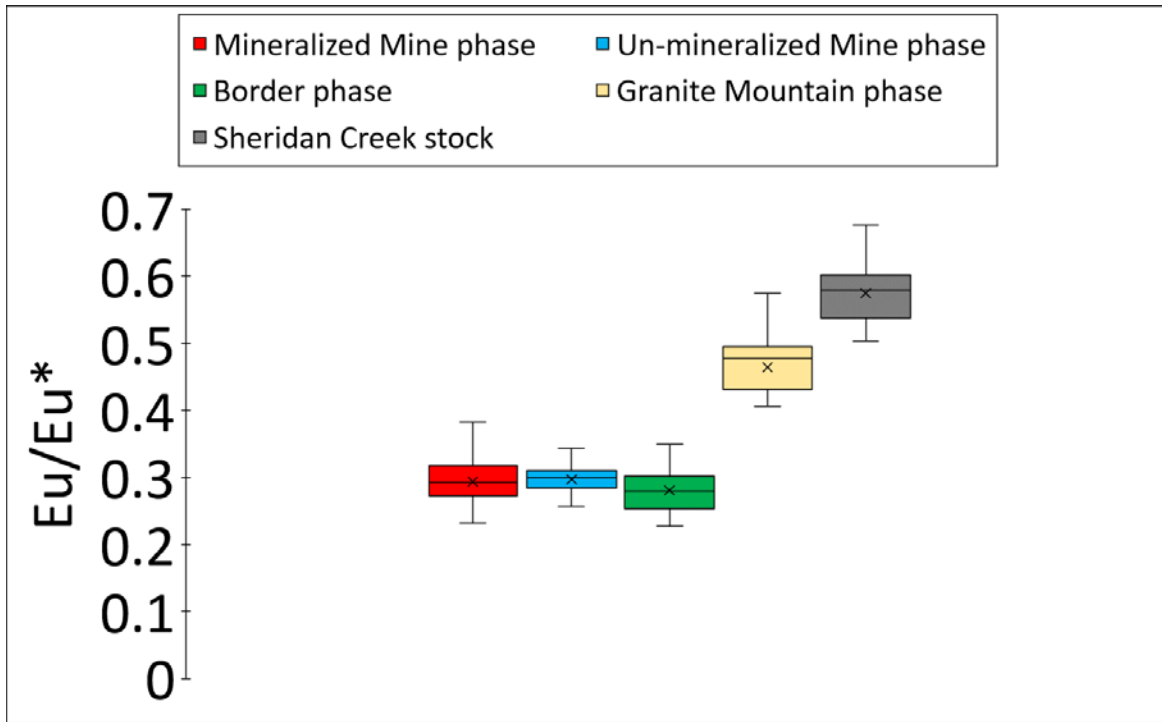 Mineralized Mine phase Un-mineralized Mine phase
Border phase Granite Mountain phase
Sheridan Creek stock
0.7
0.6
0.5
0.4
0.3
0.2
0.1
0
Eu/Eu*